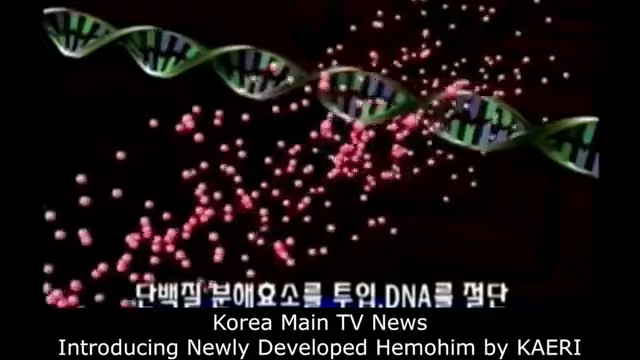 단백질 분해효소를 투입.DNA를 절단
Korea Main TV News
Introducing Newly Developed Hemohim by KAERI